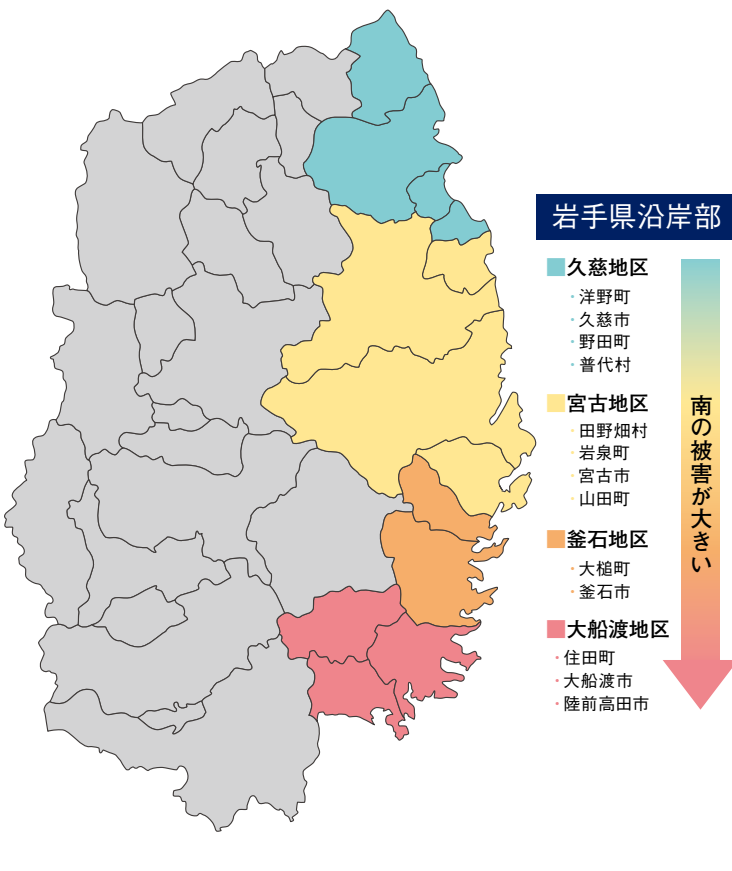 岩手県沿岸部
久慈地区
・洋野町
・久慈市
・野田町
・普代村
宮古地区
・田野畑村
・岩泉町
・宮古市
・山田町
釜石地区
・大槌町
・釜石市
大船渡地区
・住田町
・大船渡市
・陸前高田市
南の被害が大きい